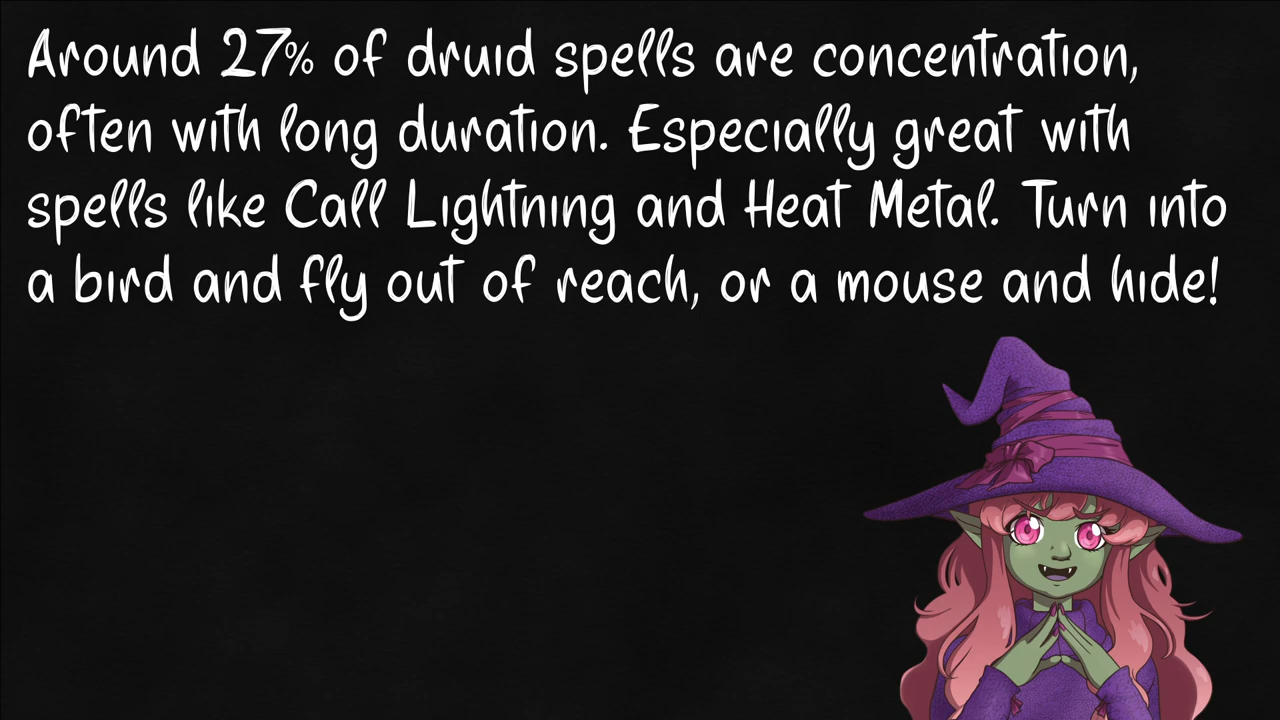 Around 27% of druid spells are concentration,
often with long duration. Especially great with
spells like Call Lightning and Heat Metal. Turn into
a bird and fly out of reach, or a mouse and hide!